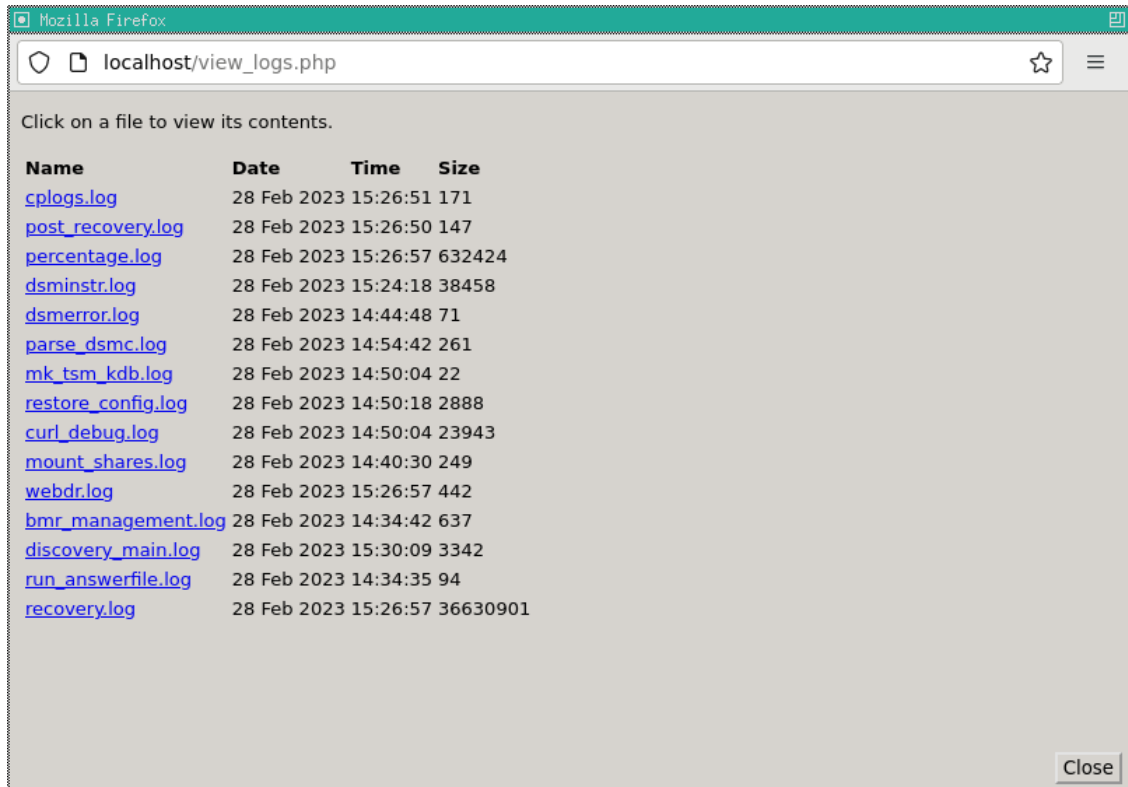 Mozilla Firefox
localhost/view_logs.php
Click on a file to view its contents.
Name Date Time Size
cplogs.log 28 Feb 2023 15:26:51 171
post_recovery.log 28 Feb 2023 15:26:50 147
percentage.log 28 Feb 2023 15:26:57 632424
dsminstr.log 28 Feb 2023 15:24:18 38458
dsmerror.log 28 Feb 2023 14:44:48 71
parse_dsmc.log 28 Feb 2023 14:54:42 261
mk_tsm_kdb.log 28 Feb 2023 14:50:04 22
restore_config.log 28 Feb 2023 14:50:18 2888
curl_debug.log 28 Feb 2023 14:50:04 23943
mount_shares.log 28 Feb 2023 14:40:30 249
webdr.log 28 Feb 2023 15:26:57 442
bmr_management.log 28 Feb 2023 14:34:42 637
discovery_main.log 28 Feb 2023 15:30:09 3342
run_answerfile.log 28 Feb 2023 14:34:35 94
recovery.log 28 Feb 2023 15:26:57 36630901
Close